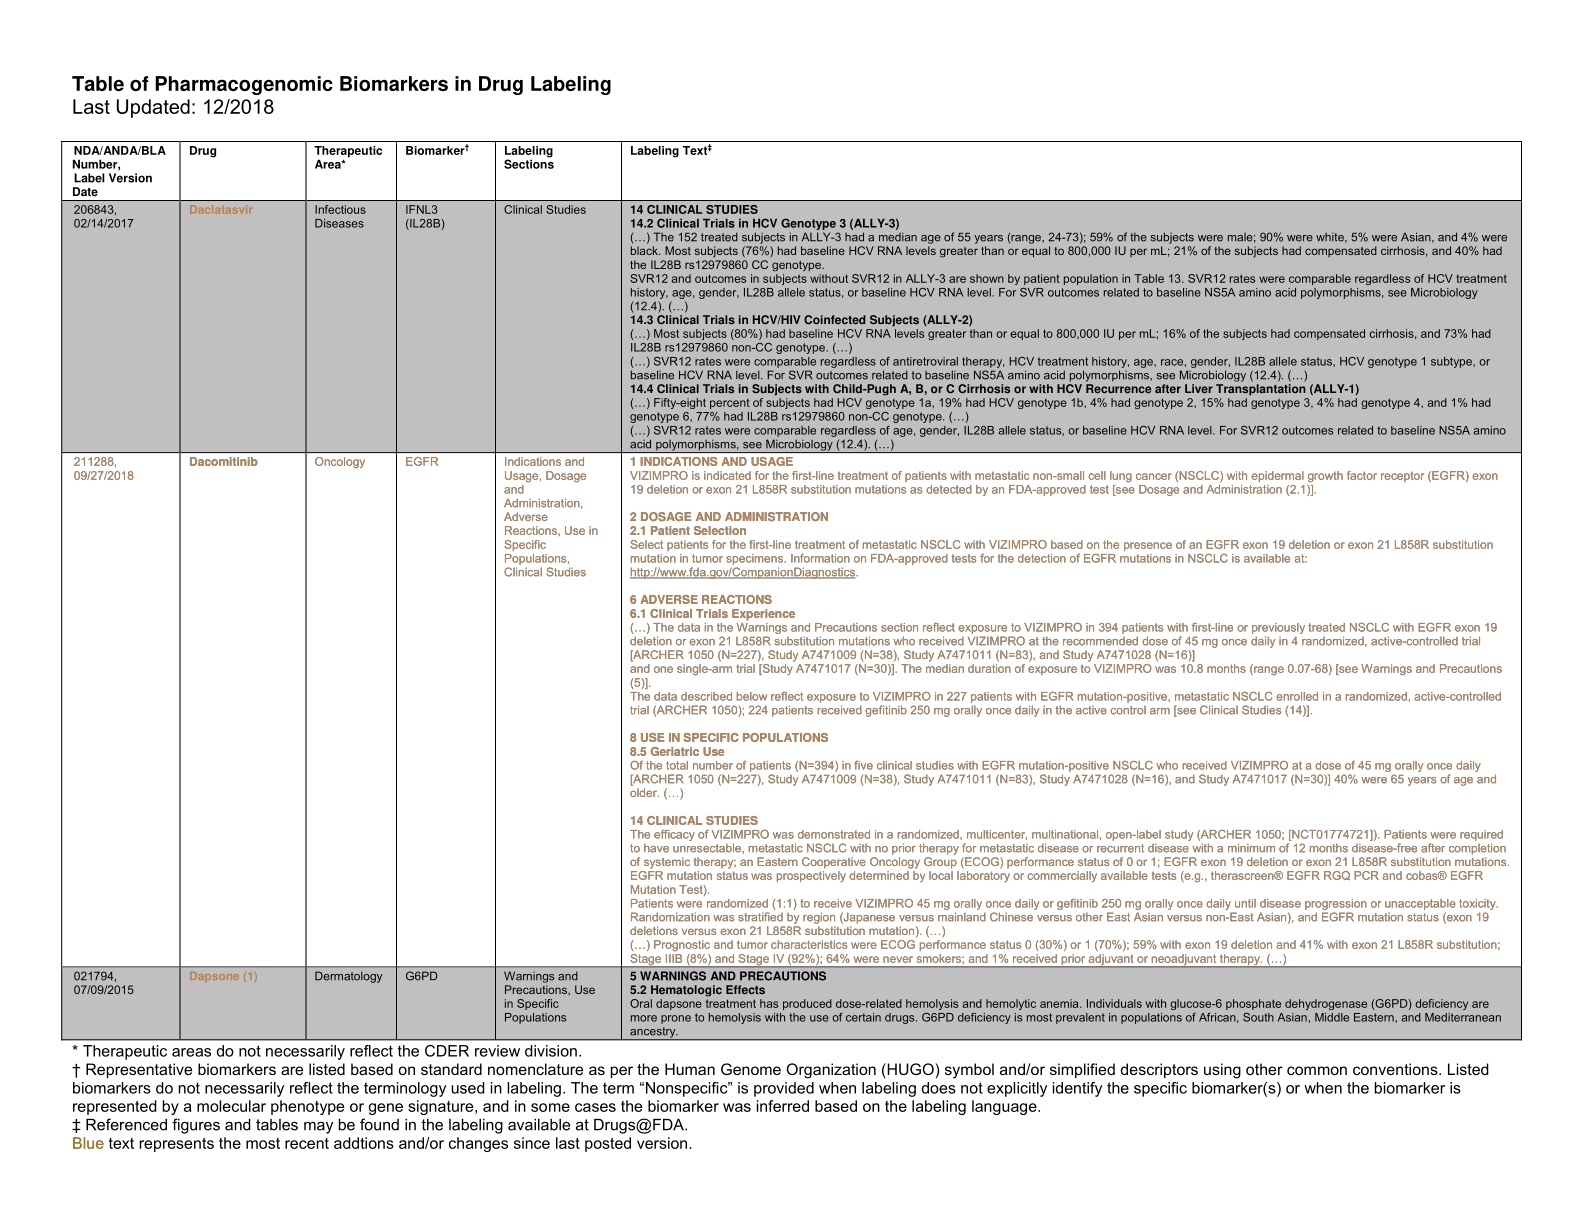 Table of Pharmacogenomic Biomarkers in Drug Labeling
Last Updated: 12/2018
NDA/ANDA/BLA
Number,
Label Version
Date
Drug
Therapeutic
Area*
Biomarker†
Labeling
Sections
Labeling Text‡
206843,
02/14/2017
Daclatasvir
Infectious
Diseases
IFNL3
(IL28B)
Clinical Studies
14 CLINICAL STUDIES
14.2 Clinical Trials in HCV Genotype 3 (ALLY-3)
(…) The 152 treated subjects in ALLY-3 had a median age of 55 years (range, 24-73); 59% of the subjects were male; 90% were white, 5% were Asian, and 4% were
black. Most subjects (76%) had baseline HCV RNA levels greater than or equal to 800,000 IU per mL; 21% of the subjects had compensated cirrhosis, and 40% had
the IL28B rs12979860 CC genotype.
SVR12 and outcomes in subjects without SVR12 in ALLY-3 are shown by patient population in Table 13. SVR12 rates were comparable regardless of HCV treatment
history, age, gender, IL28B allele status, or baseline HCV RNA level. For SVR outcomes related to baseline NS5A amino acid polymorphisms, see Microbiology
(12.4). (…)
14.3 Clinical Trials in HCV/HIV Coinfected Subjects (ALLY-2)
(…) Most subjects (80%) had baseline HCV RNA levels greater than or equal to 800,000 IU per mL; 16% of the subjects had compensated cirrhosis, and 73% had
IL28B rs12979860 non-CC genotype. (…)
(…) SVR12 rates were comparable regardless of antiretroviral therapy, HCV treatment history, age, race, gender, IL28B allele status, HCV genotype 1 subtype, or
baseline HCV RNA level. For SVR outcomes related to baseline NS5A amino acid polymorphisms, see Microbiology (12.4). (…)
14.4 Clinical Trials in Subjects with Child-Pugh A, B, or C Cirrhosis or with HCV Recurrence after Liver Transplantation (ALLY-1)
(…) Fifty-eight percent of subjects had HCV genotype 1a, 19% had HCV genotype 1b, 4% had genotype 2, 15% had genotype 3, 4% had genotype 4, and 1% had
genotype 6, 77% had IL28B rs12979860 non-CC genotype. (…)
(…) SVR12 rates were comparable regardless of age, gender, IL28B allele status, or baseline HCV RNA level. For SVR12 outcomes related to baseline NS5A amino
acid polymorphisms, see Microbiology (12.4). (…)
211288,
09/27/2018
Dacomitinib
Oncology
EGFR
Indications and
Usage, Dosage
and
Administration,
Adverse
Reactions, Use in
Specific
Populations,
Clinical Studies
1 INDICATIONS AND USAGE
VIZIMPRO is indicated for the first-line treatment of patients with metastatic non-small cell lung cancer (NSCLC) with epidermal growth factor receptor (EGFR) exon
19 deletion or exon 21 L858R substitution mutations as detected by an FDA-approved test [see Dosage and Administration (2.1)].
2 DOSAGE AND ADMINISTRATION
2.1 Patient Selection
Select patients for the first-line treatment of metastatic NSCLC with VIZIMPRO based on the presence of an EGFR exon 19 deletion or exon 21 L858R substitution
mutation in tumor specimens. Information on FDA-approved tests for the detection of EGFR mutations in NSCLC is available at:
http://www.fda.gov/CompanionDiagnostics.
6 ADVERSE REACTIONS
6.1 Clinical Trials Experience
(…) The data in the Warnings and Precautions section reflect exposure to VIZIMPRO in 394 patients with first-line or previously treated NSCLC with EGFR exon 19
deletion or exon 21 L858R substitution mutations who received VIZIMPRO at the recommended dose of 45 mg once daily in 4 randomized, active-controlled trial
[ARCHER 1050 (N=227), Study A7471009 (N=38), Study A7471011 (N=83), and Study A7471028 (N=16)]
and one single-arm trial [Study A7471017 (N=30)]. The median duration of exposure to VIZIMPRO was 10.8 months (range 0.07-68) [see Warnings and Precautions
(5)].
The data described below reflect exposure to VIZIMPRO in 227 patients with EGFR mutation-positive, metastatic NSCLC enrolled in a randomized, active-controlled
trial (ARCHER 1050); 224 patients received gefitinib 250 mg orally once daily in the active control arm [see Clinical Studies (14)].
8 USE IN SPECIFIC POPULATIONS
8.5 Geriatric Use
Of the total number of patients (N=394) in five clinical studies with EGFR mutation-positive NSCLC who received VIZIMPRO at a dose of 45 mg orally once daily
[ARCHER 1050 (N=227), Study A7471009 (N=38), Study A7471011 (N=83), Study A7471028 (N=16), and Study A7471017 (N=30)] 40% were 65 years of age and
older. (…)
14 CLINICAL STUDIES
The efficacy of VIZIMPRO was demonstrated in a randomized, multicenter, multinational, open-label study (ARCHER 1050; [NCT01774721]). Patients were required
to have unresectable, metastatic NSCLC with no prior therapy for metastatic disease or recurrent disease with a minimum of 12 months disease-free after completion
of systemic therapy; an Eastern Cooperative Oncology Group (ECOG) performance status of 0 or 1; EGFR exon 19 deletion or exon 21 L858R substitution mutations.
EGFR mutation status was prospectively determined by local laboratory or commercially available tests (e.g., therascreen® EGFR RGQ PCR and cobas® EGFR
Mutation Test).
Patients were randomized (1:1) to receive VIZIMPRO 45 mg orally once daily or gefitinib 250 mg orally once daily until disease progression or unacceptable toxicity.
Randomization was stratified by region (Japanese versus mainland Chinese versus other East Asian versus non-East Asian), and EGFR mutation status (exon 19
deletions versus exon 21 L858R substitution mutation). (…)
(…) Prognostic and tumor characteristics were ECOG performance status 0 (30%) or 1 (70%); 59% with exon 19 deletion and 41% with exon 21 L858R substitution;
Stage IIIB (8%) and Stage IV (92%); 64% were never smokers; and 1% received prior adjuvant or neoadjuvant therapy. (…)
021794,
07/09/2015
Dapsone (1)
Dermatology
G6PD
Warnings and
Precautions, Use
in Specific
Populations
5 WARNINGS AND PRECAUTIONS
5.2 Hematologic Effects
Oral dapsone treatment has produced dose-related hemolysis and hemolytic anemia. Individuals with glucose-6 phosphate dehydrogenase (G6PD) deficiency are
more prone to hemolysis with the use of certain drugs. G6PD deficiency is most prevalent in populations of African, South Asian, Middle Eastern, and Mediterranean
ancestry.
* Therapeutic areas do not necessarily reflect the CDER review division.
† Representative biomarkers are listed based on standard nomenclature as per the Human Genome Organization (HUGO) symbol and/or simplified descriptors using other common conventions. Listed
biomarkers do not necessarily reflect the terminology used in labeling. The term “Nonspecific” is provided when labeling does not explicitly identify the specific biomarker(s) or when the biomarker is
represented by a molecular phenotype or gene signature, and in some cases the biomarker was inferred based on the labeling language.
‡ Referenced figures and tables may be found in the labeling available at Drugs@FDA.
Blue text represents the most recent addtions and/or changes since last posted version.